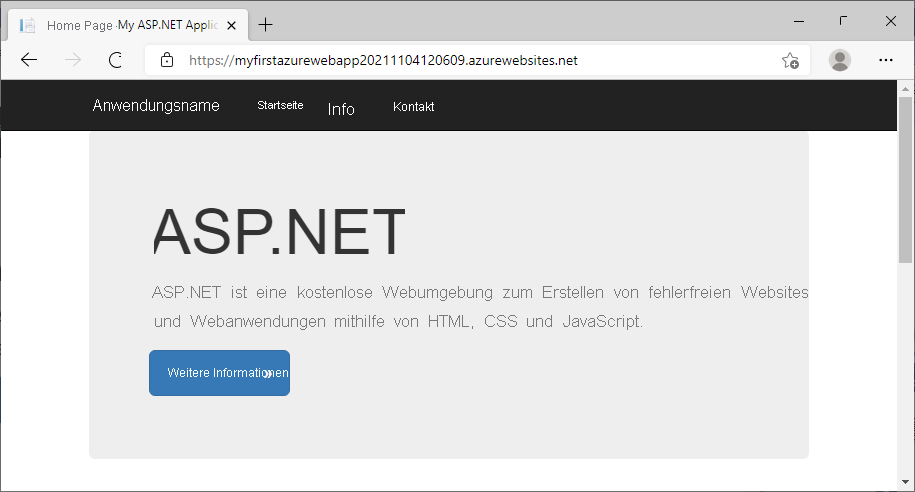 Home Page - My ASP.NET Applic
https://myfirstazurewebapp20211104120609.azurewebsites.net
Anwendungsname Startseite Info Kontakt
ASP.NET
ASP.NET ist eine kostenlose Webumgebung zum Erstellen von fehlerfreien Websites
und Webanwendungen mithilfe von HTML, CSS und JavaScript.
Weitere Informationen »